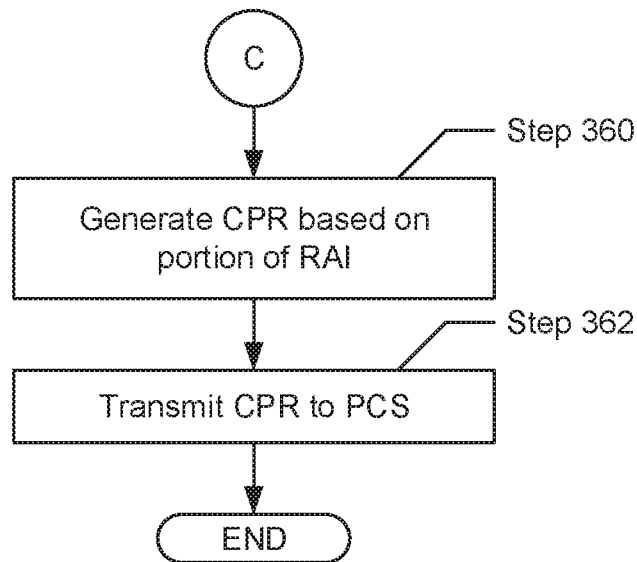 C
Step 360
Generate CPR based on
portion of RAI
Step 362
Transmit CPR to PCS
END